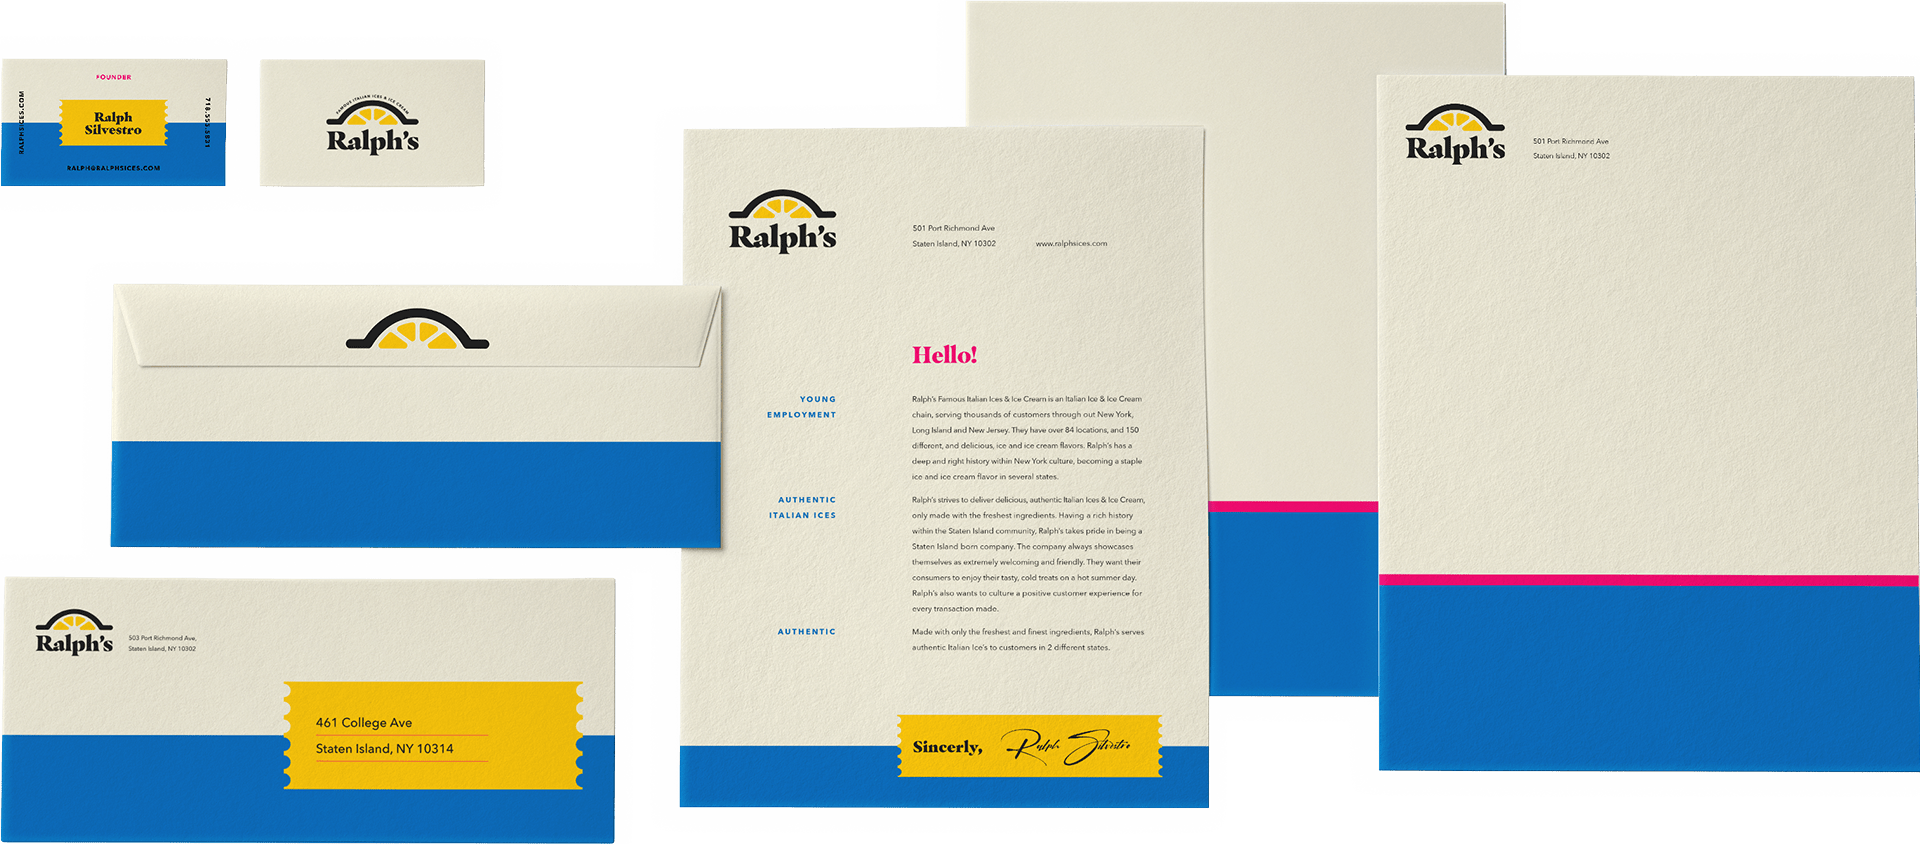 FOUNDER
Ralph
Silvestro
RALPHSICES.COM
718.553.5831
RALPH@RALPHSICES.COM
FAMOUS ITALIAN ICES & ICE CREAM
Ralph's
Ralph's
501 Port Richmond Ave
Staten Island, NY 10302
www.ralphsices.com
Hello!
YOUNG
EMPLOYMENT
Ralph's Famous Italian Ices & Ice Cream is an Italian Ice & Ice Cream
chain, serving thousands of customers through out New York,
Long Island and New Jersey. They have over 84 locations, and 150
different, and delicious, ice and ice cream flavors. Ralph's has a
deep and right history within New York culture, becoming a staple
ice and ice cream flavor in several states.
AUTHENTIC
ITALIAN ICES
Ralph's strives to deliver delicious, authentic Italian Ices & Ice Cream,
only made with the freshest ingredients. Having a rich history
within the Staten Island community, Ralph's takes pride in being a
Staten Island born company. The company always showcases
themselves as extremely welcoming and friendly. They want their
consumers to enjoy their tasty, cold treats on a hot summer day.
Ralph's also wants to culture a positive customer experience for
every transaction made.
AUTHENTIC
Made with only the freshest and finest ingredients, Ralph's serves
authentic Italian Ice's to customers in 2 different states.
Sincerly, Ralph Silvestro
Ralph's
501 Port Richmond Ave
Staten Island, NY 10302
Ralph's
503 Port Richmond Ave,
Staten Island, NY 10302
461 College Ave
Staten Island, NY 10314